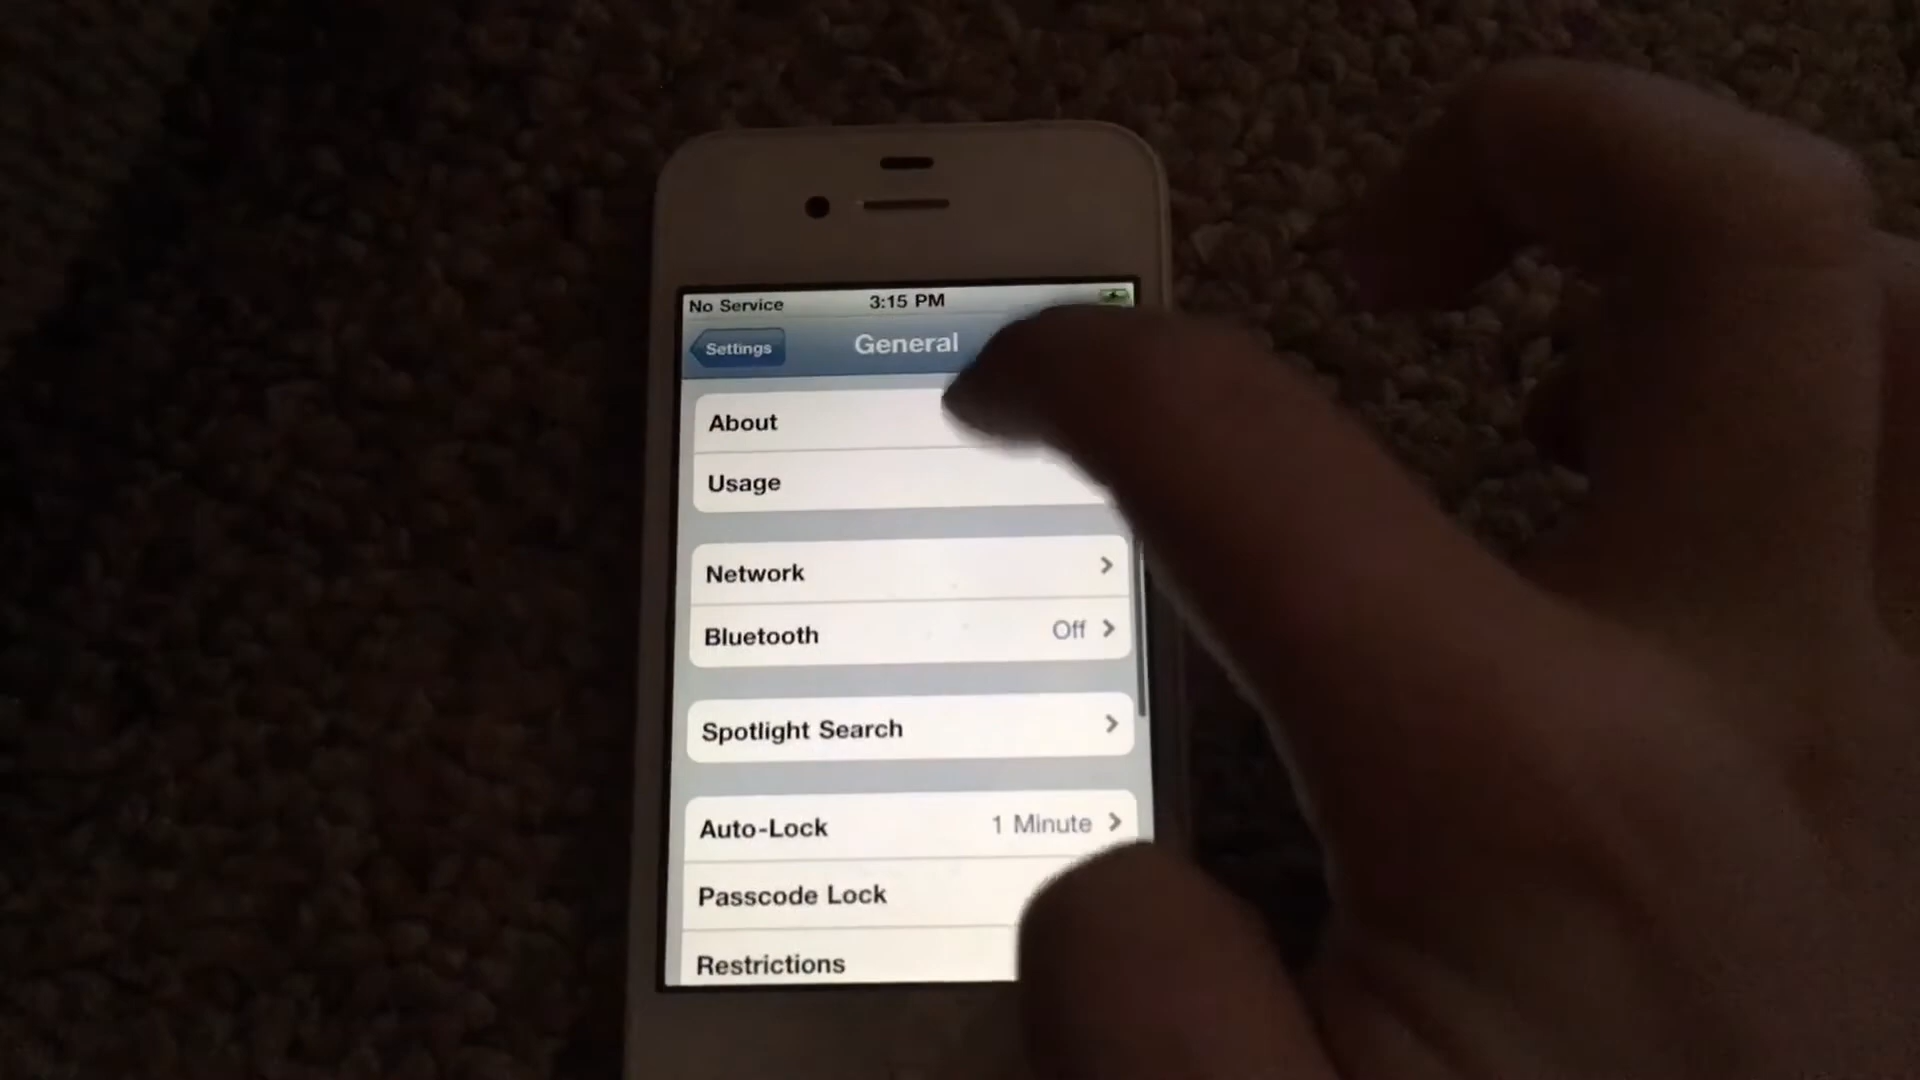 No Service 3:15 PM
Settings General
About
Usage
Network
Bluetooth Off
Spotlight Search
Auto-Lock 1 Minute
Passcode Lock
Restrictions